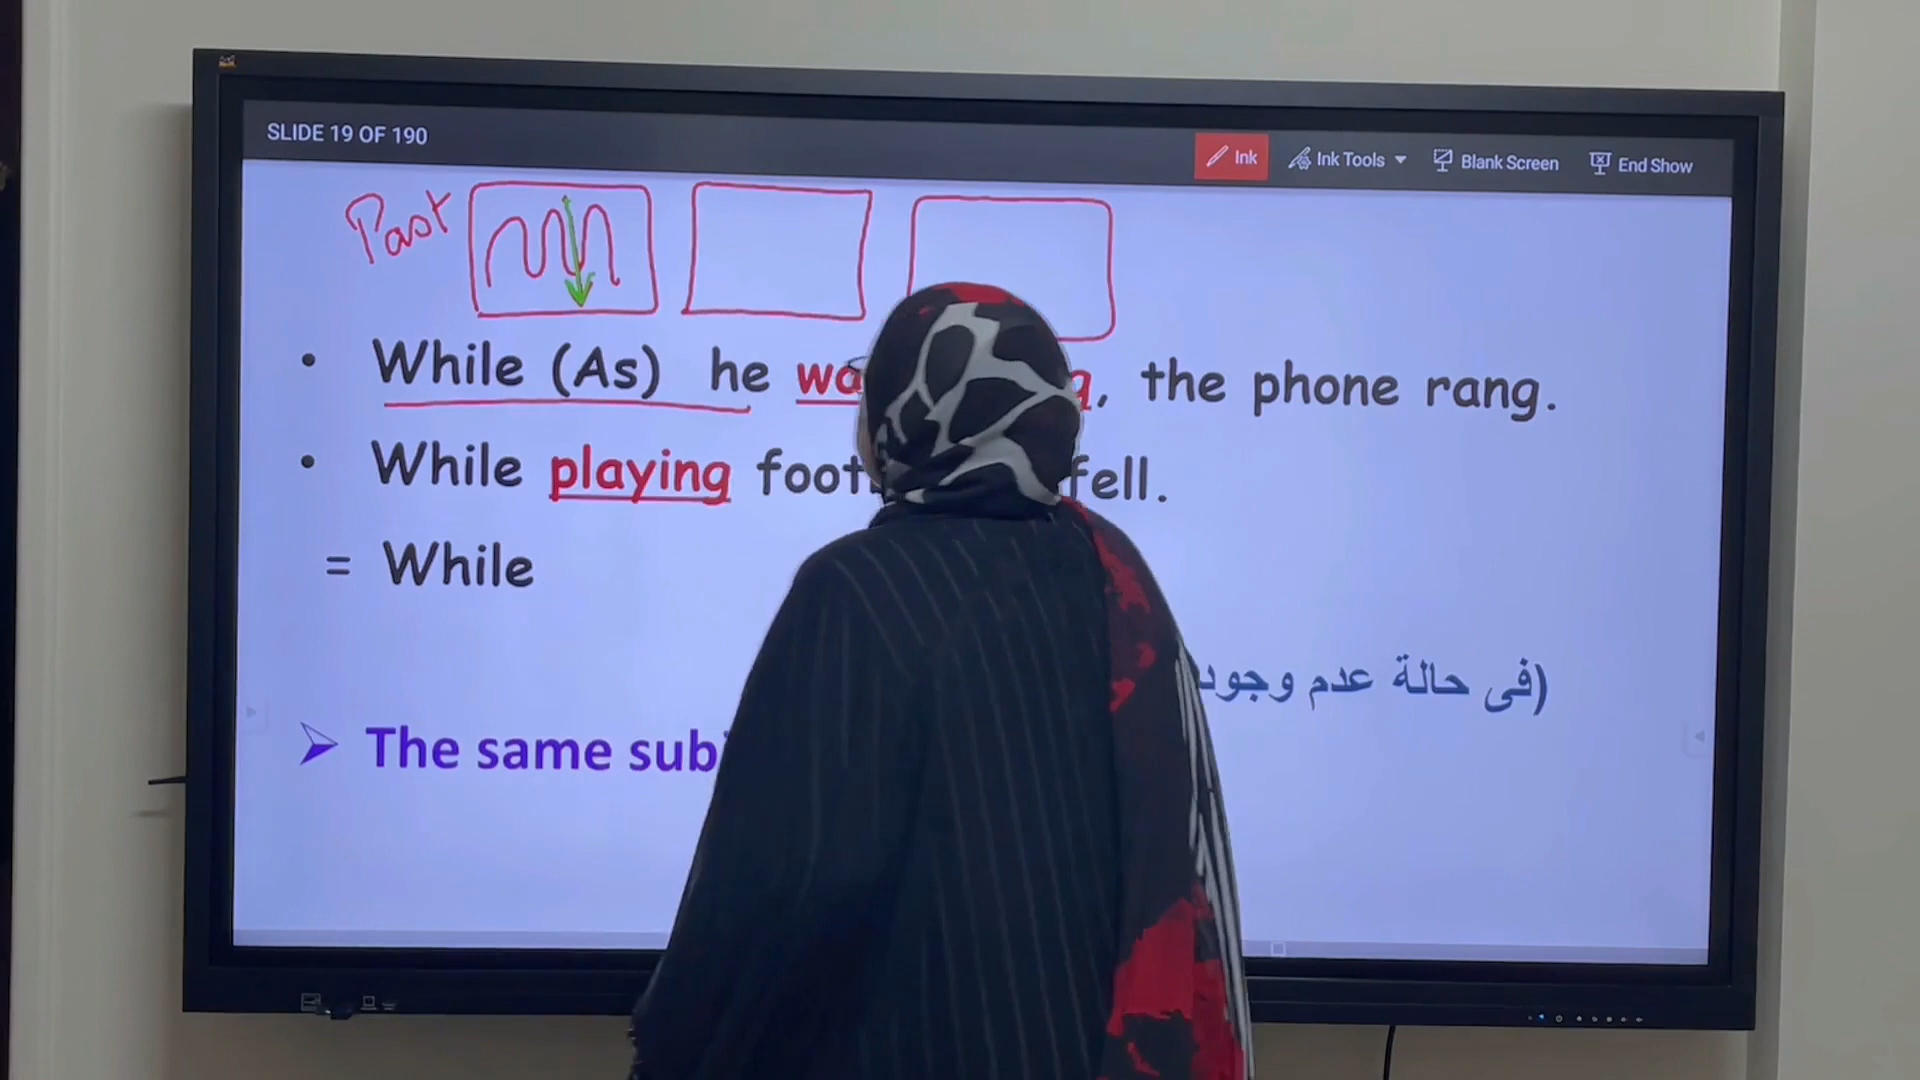 SLIDE 19 OF 190
Ink
Ink Tools
Blank Screen
End Show
Past
• While (As) he , the phone rang.
• While playing fell.
= While
(فى حالة عدم وجود
➢ The same